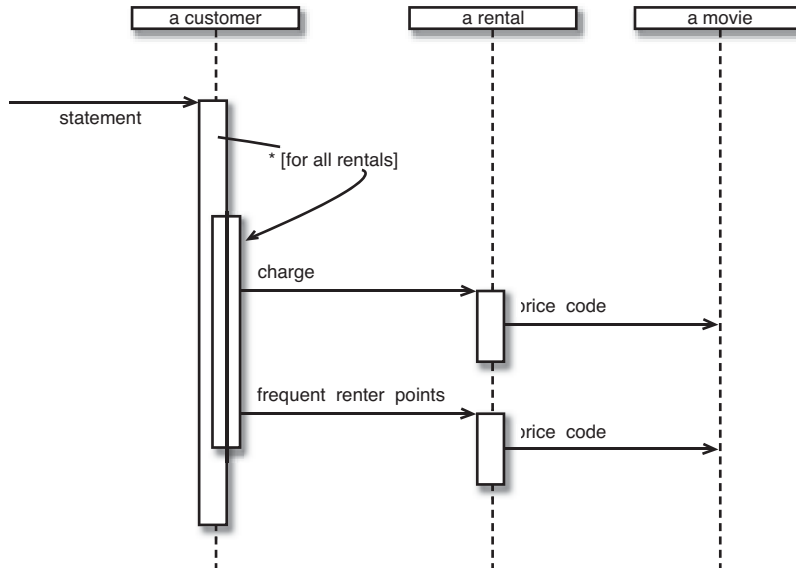 a customer
a rental
a movie
statement
* [for all rentals]
charge
price code
frequent renter points
price code